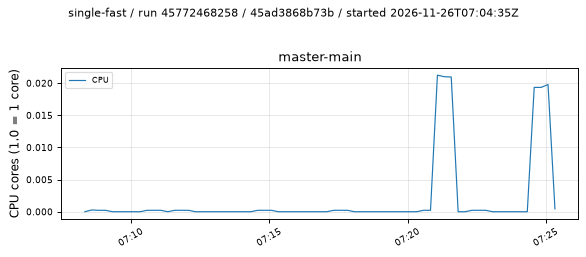 single-fast / run 45772468258 / 45ad3868b73b / started 2026-11-26T07:04:35Z
master-main
CPU
CPU cores (1.0 = 1 core)
0.020
0.015
0.010
0.005
0.000
07:10
07:15
07:20
07:25